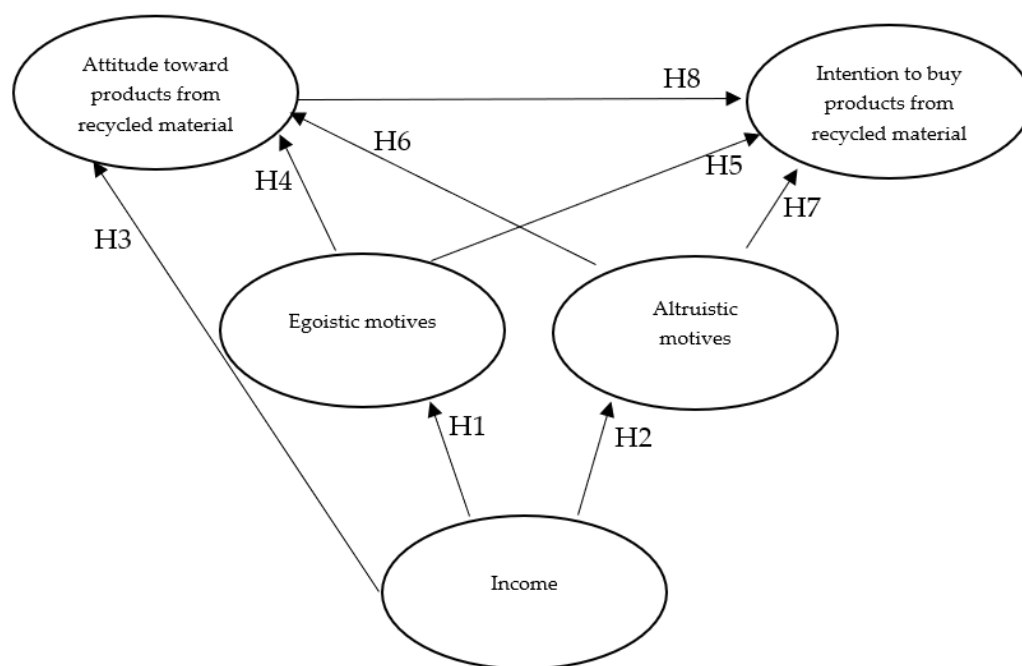 Attitude toward
products from
recycled material
H8
Intention to buy
products from
recycled material
H6
H5
H4
H7
H3
Egoistic motives
Altruistic
motives
H1
H2
Income